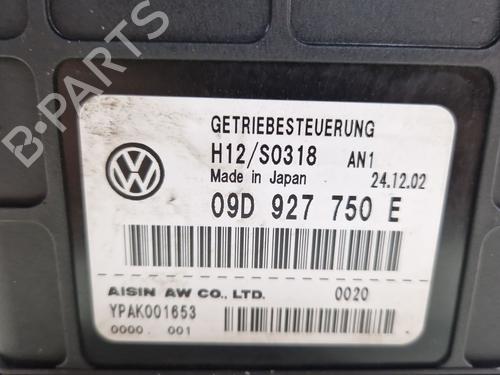 B-PARTS
GETRIEBESTEUERUNG
H12/S0318 AN1
Made in Japan 24.12.02
09D 927 750 E
AISIN AW CO., LTD. 0020
YPAK001653
0000. 001